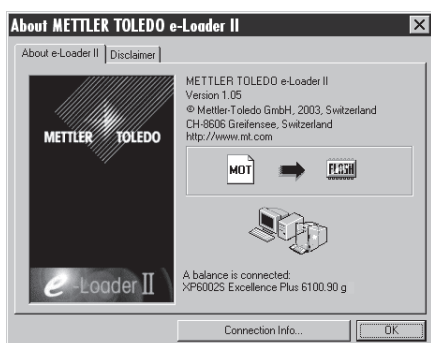 About METTLER TOLEDO e-Loader II
About e-Loader II Disclaimer
METTLER TOLEDO e-Loader II
Version 1.05
© Mettler-Toledo GmbH, 2003, Switzerland
CH-8606 Greifensee, Switzerland
http://www.mt.com
METTLER TOLEDO
MOT FLASH
e-Loader II
A balance is connected:
XP6002S Excellence Plus 6100.90 g
Connection Info... OK